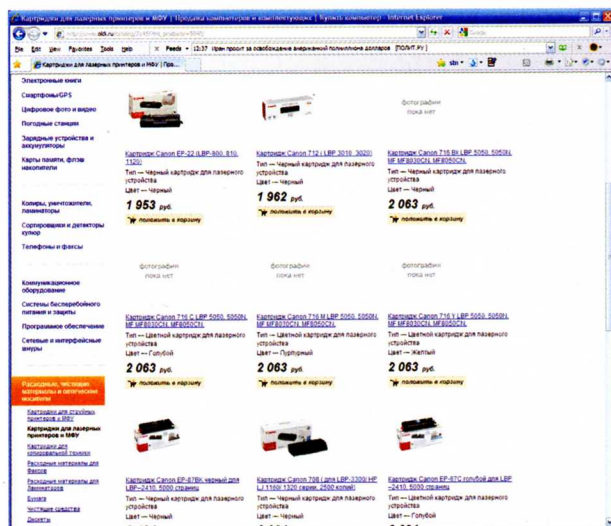 Картриджи для лазерных принтеров и МФУ | Продажа компьютеров и комплектующих | Купить компьютер - Internet Explorer
File Edit View Favorites Tools Help
X Feeds
12:37 Иран просит за освобождение американки полмиллиона долларов [ПОЛИТ.РУ]
Картриджи для лазерных принтеров и МФУ | Про...
Электронные книги
Смартфоны/GPS
Цифровое фото и видео
Погодные станции
Зарядные устройства и
аккумуляторы
Карты памяти, флэш
накопители
Копиры, уничтожители,
ламинаторы
Сортировщики и детекторы
купюр
Телефоны и факсы
Коммуникационное
оборудование
Системы бесперебойного
питания и защиты
Программное обеспечение
Сетевые и интерфейсные
шнуры
Расходные, чистящие
материалы и оптические
носители
Картриджи для струйных
принтеров и МФУ
Картриджи для лазерных
принтеров и МФУ
Картриджи для
копировальной техники
Расходные материалы для
факсов
Расходные материалы для
Ламинаторов
Бумага
Чистящие средства
Дискеты
фотографии
пока нет
Картридж Canon EP-22 (LBP-800, 810,
1120)
Тип — Черный картридж для лазерного
устройства
Цвет — Черный
1 953 руб.
положить в корзину
Картридж Canon 712 ( LBP 3010, 3020)
Тип — Черный картридж для лазерного
устройства
Цвет — Черный
1 962 руб.
положить в корзину
Картридж Canon 716 Bk LBP 5050, 5050N,
MF MF8030CN, MF8050CN.
Тип — Черный картридж для лазерного
устройства
Цвет — Черный
2 063 руб.
положить в корзину
фотографии
пока нет
фотографии
пока нет
фотографии
пока нет
Картридж Canon 716 C LBP 5050, 5050N,
MF MF8030CN, MF8050CN.
Тип — Цветной картридж для лазерного
устройства
Цвет — Голубой
2 063 руб.
положить в корзину
Картридж Canon 716 M LBP 5050, 5050N,
MF MF8030CN, MF8050CN.
Тип — Цветной картридж для лазерного
устройства
Цвет — Пурпурный
2 063 руб.
положить в корзину
Картридж Canon 716 Y LBP 5050, 5050N,
MF MF8030CN, MF8050CN.
Тип — Цветной картридж для лазерного
устройства
Цвет — Желтый
2 063 руб.
положить в корзину
Картридж Canon EP-87BK черный для
LBP-2410, 5000 страниц
Тип — Черный картридж для лазерного
устройства
Цвет — Черный
Картридж Canon 708 ( для LBP-3300/ HP
LJ 1160/ 1320 серии, 2500 копий)
Тип — Черный картридж для лазерного
устройства
Цвет — Черный
Картридж Canon EP-87C голубой для LBP
-2410, 5000 страниц
Тип — Цветной картридж для лазерного
устройства
Цвет — Голубой